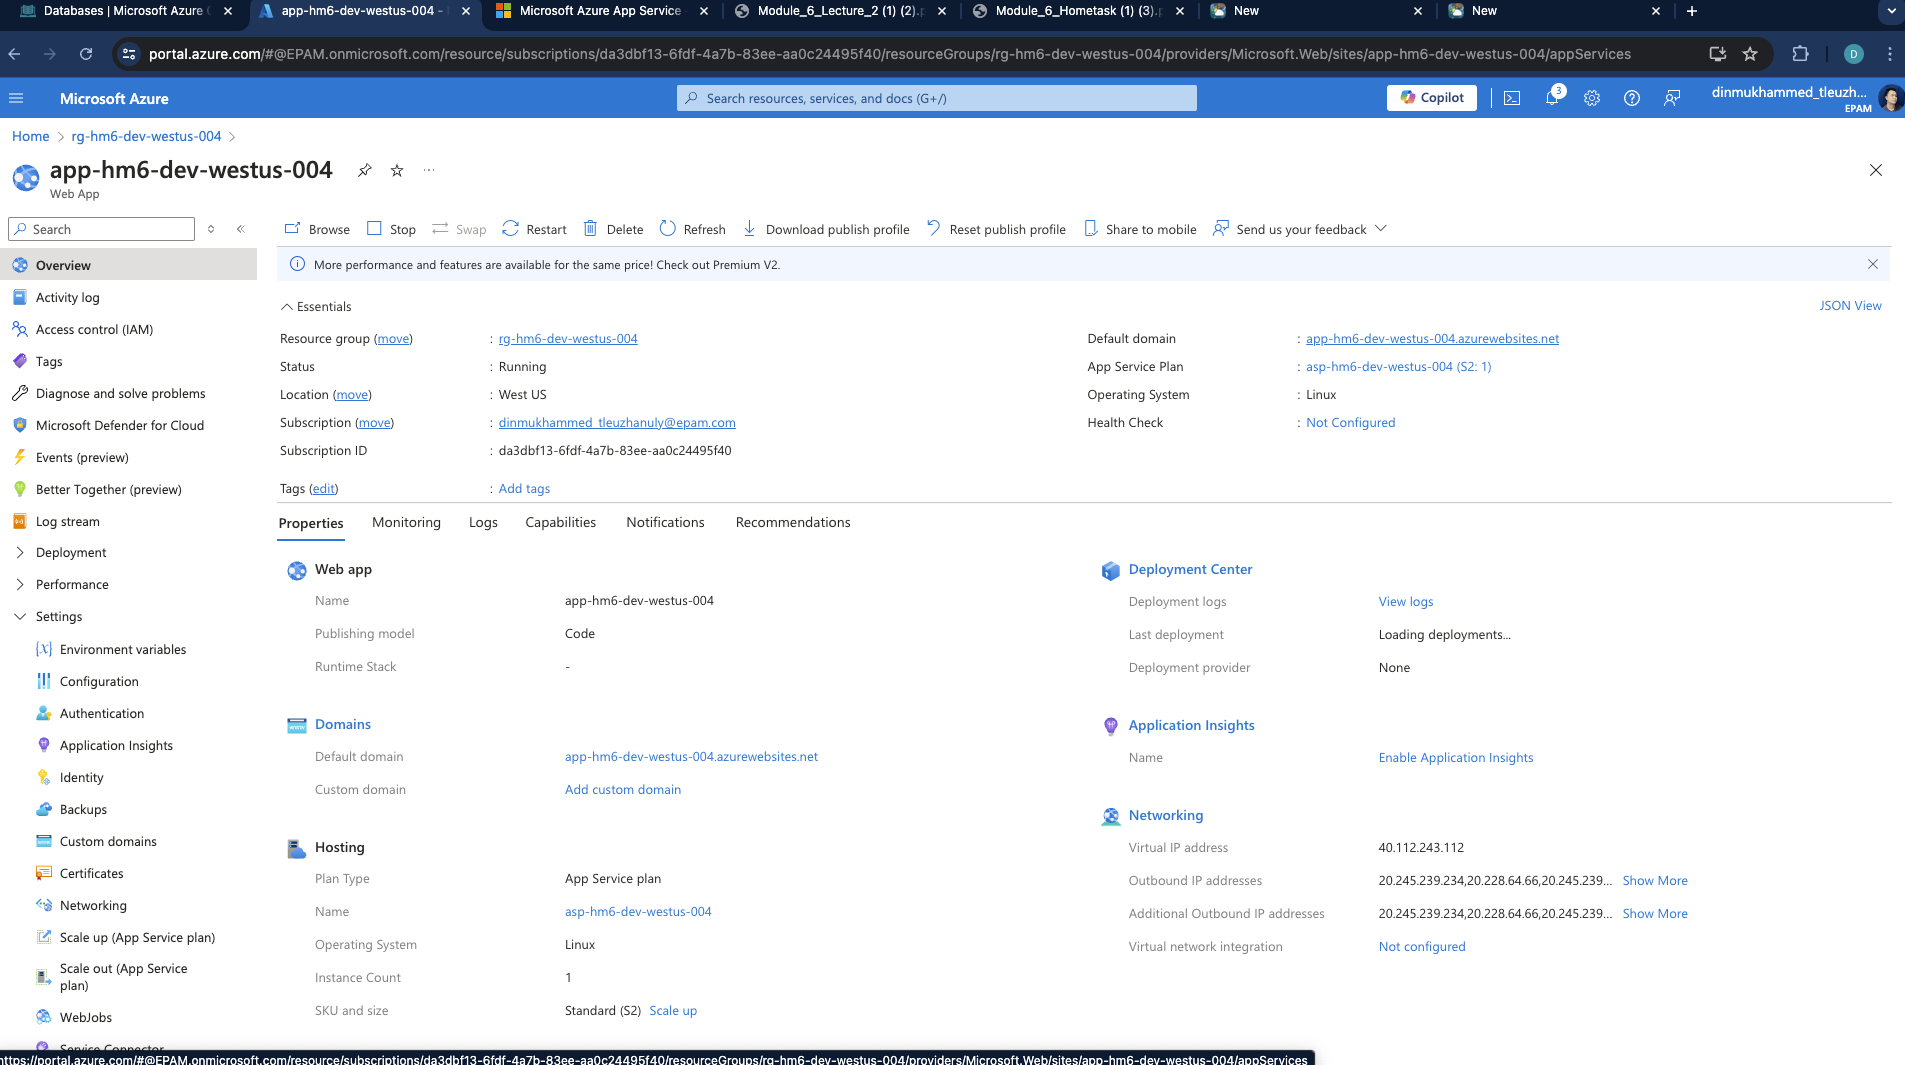 Databases | Microsoft Azure
app-hm6-dev-westus-004 -
Microsoft Azure App Service
Module_6_Lecture_2 (1) (2).p
Module_6_Hometask (1) (3).p
New
New
portal.azure.com/#@EPAM.onmicrosoft.com/resource/subscriptions/da3dbf13-6fdf-4a7b-83ee-aa0c24495f40/resourceGroups/rg-hm6-dev-westus-004/providers/Microsoft.Web/sites/app-hm6-dev-westus-004/appServices
D
Microsoft Azure
Search resources, services, and docs (G+/)
Copilot
3
dinmukhammed_tleuzh...
EPAM
Home > rg-hm6-dev-westus-004 >
app-hm6-dev-westus-004
Web App
Search
Browse Stop Swap Restart Delete Refresh Download publish profile Reset publish profile Share to mobile Send us your feedback
More performance and features are available for the same price! Check out Premium V2.
Overview
Activity log
Access control (IAM)
Tags
Diagnose and solve problems
Microsoft Defender for Cloud
Events (preview)
Better Together (preview)
Log stream
Deployment
Performance
Settings
Environment variables
Configuration
Authentication
Application Insights
Identity
Backups
Custom domains
Certificates
Networking
Scale up (App Service plan)
Scale out (App Service
plan)
WebJobs
Service Connector
Essentials
JSON View
Resource group (move) : rg-hm6-dev-westus-004
Status : Running
Location (move) : West US
Subscription (move) : dinmukhammed_tleuzhanuly@epam.com
Subscription ID : da3dbf13-6fdf-4a7b-83ee-aa0c24495f40
Tags (edit) : Add tags
Default domain : app-hm6-dev-westus-004.azurewebsites.net
App Service Plan : asp-hm6-dev-westus-004 (S2: 1)
Operating System : Linux
Health Check : Not Configured
Properties Monitoring Logs Capabilities Notifications Recommendations
Web app
Name app-hm6-dev-westus-004
Publishing model Code
Runtime Stack -
Domains
Default domain app-hm6-dev-westus-004.azurewebsites.net
Custom domain Add custom domain
Hosting
Plan Type App Service plan
Name asp-hm6-dev-westus-004
Operating System Linux
Instance Count 1
SKU and size Standard (S2) Scale up
Deployment Center
Deployment logs View logs
Last deployment Loading deployments...
Deployment provider None
Application Insights
Name Enable Application Insights
Networking
Virtual IP address 40.112.243.112
Outbound IP addresses 20.245.239.234,20.228.64.66,20.245.239... Show More
Additional Outbound IP addresses 20.245.239.234,20.228.64.66,20.245.239... Show More
Virtual network integration Not configured
https://portal.azure.com/#@EPAM.onmicrosoft.com/resource/subscriptions/da3dbf13-6fdf-4a7b-83ee-aa0c24495f40/resourceGroups/rg-hm6-dev-westus-004/providers/Microsoft.Web/sites/app-hm6-dev-westus-004/appServices